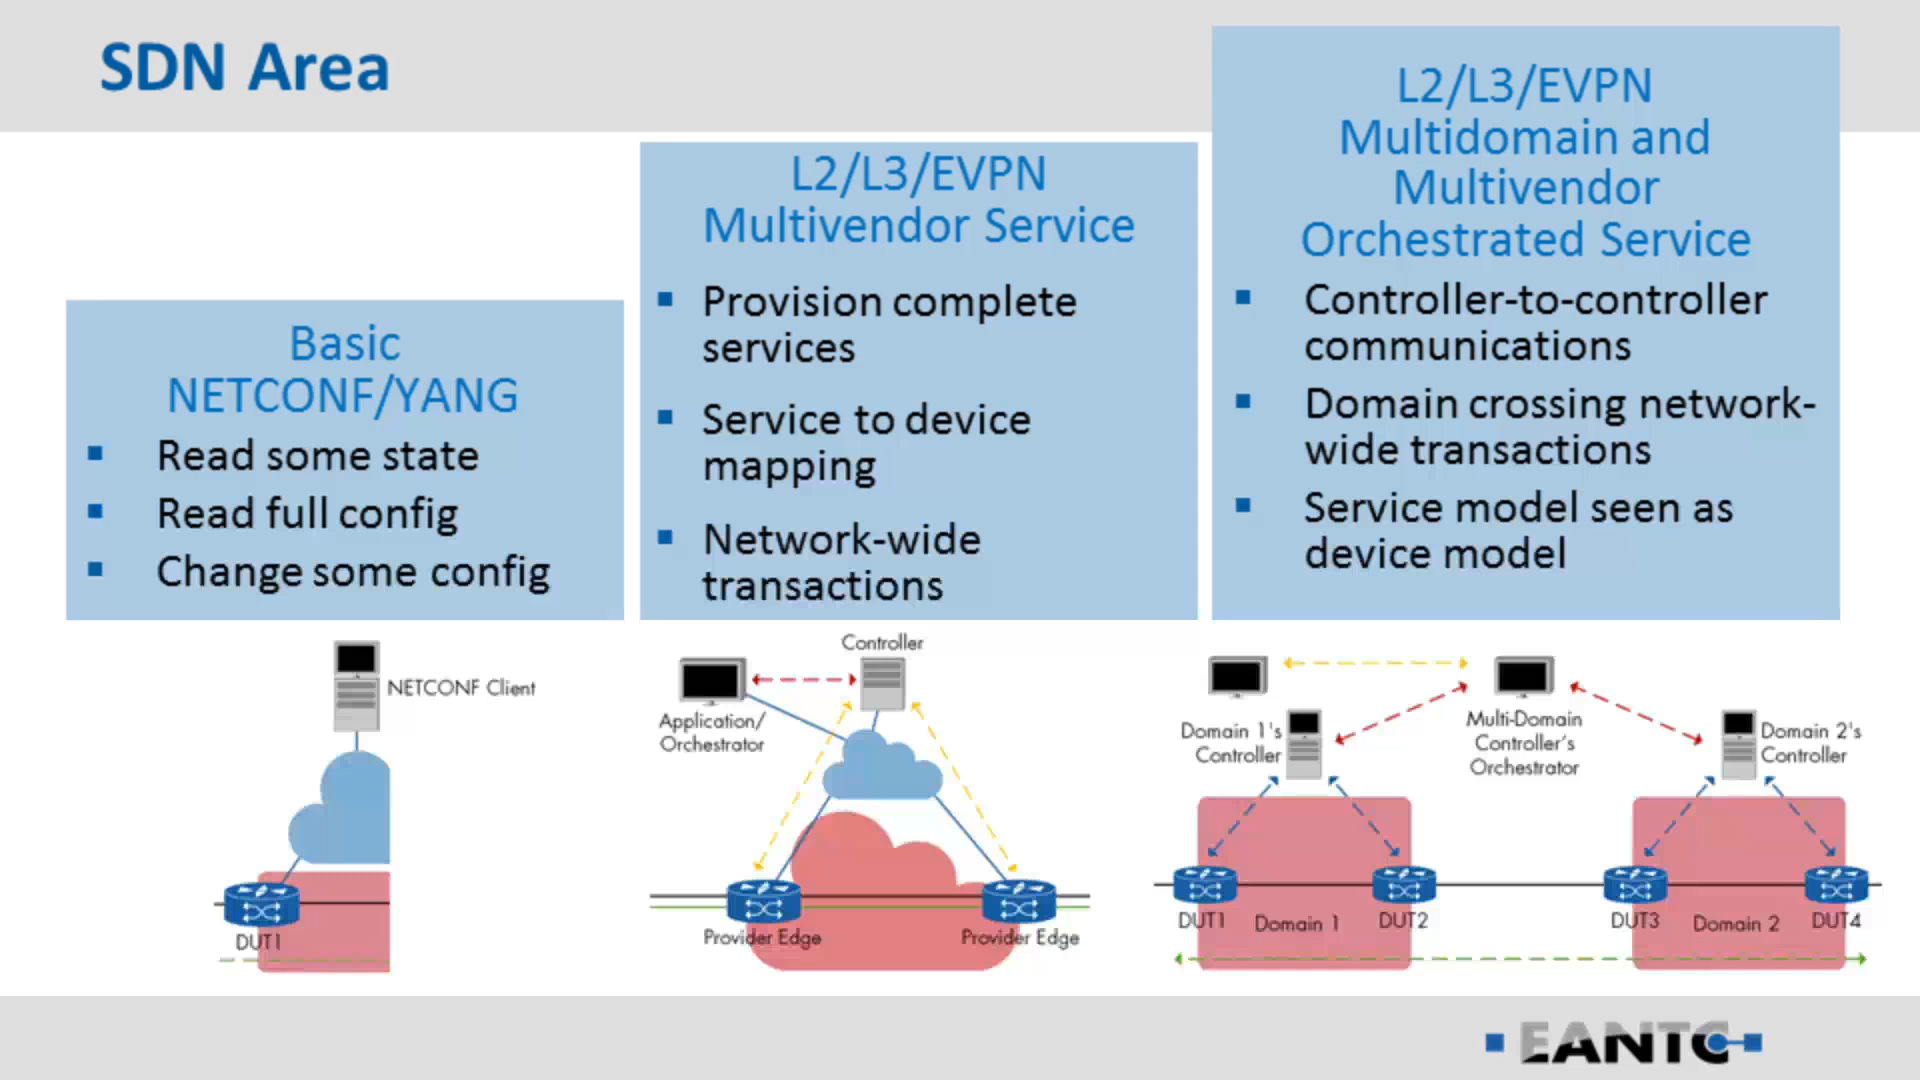 SDN Area
Basic
NETCONF/YANG
Read some state
Read full config
Change some config
L2/L3/EVPN
Multivendor Service
Provision complete
services
Service to device
mapping
Network-wide
transactions
L2/L3/EVPN
Multidomain and
Multivendor
Orchestrated Service
Controller-to-controller
communications
Domain crossing network-
wide transactions
Service model seen as
device model
NETCONF Client
DUT1
Controller
Application/
Orchestrator
Provider Edge
Provider Edge
Domain 1's
Controller
Multi-Domain
Controller's
Orchestrator
Domain 2's
Controller
DUT1
Domain 1
DUT2
DUT3
Domain 2
DUT4
EANTC